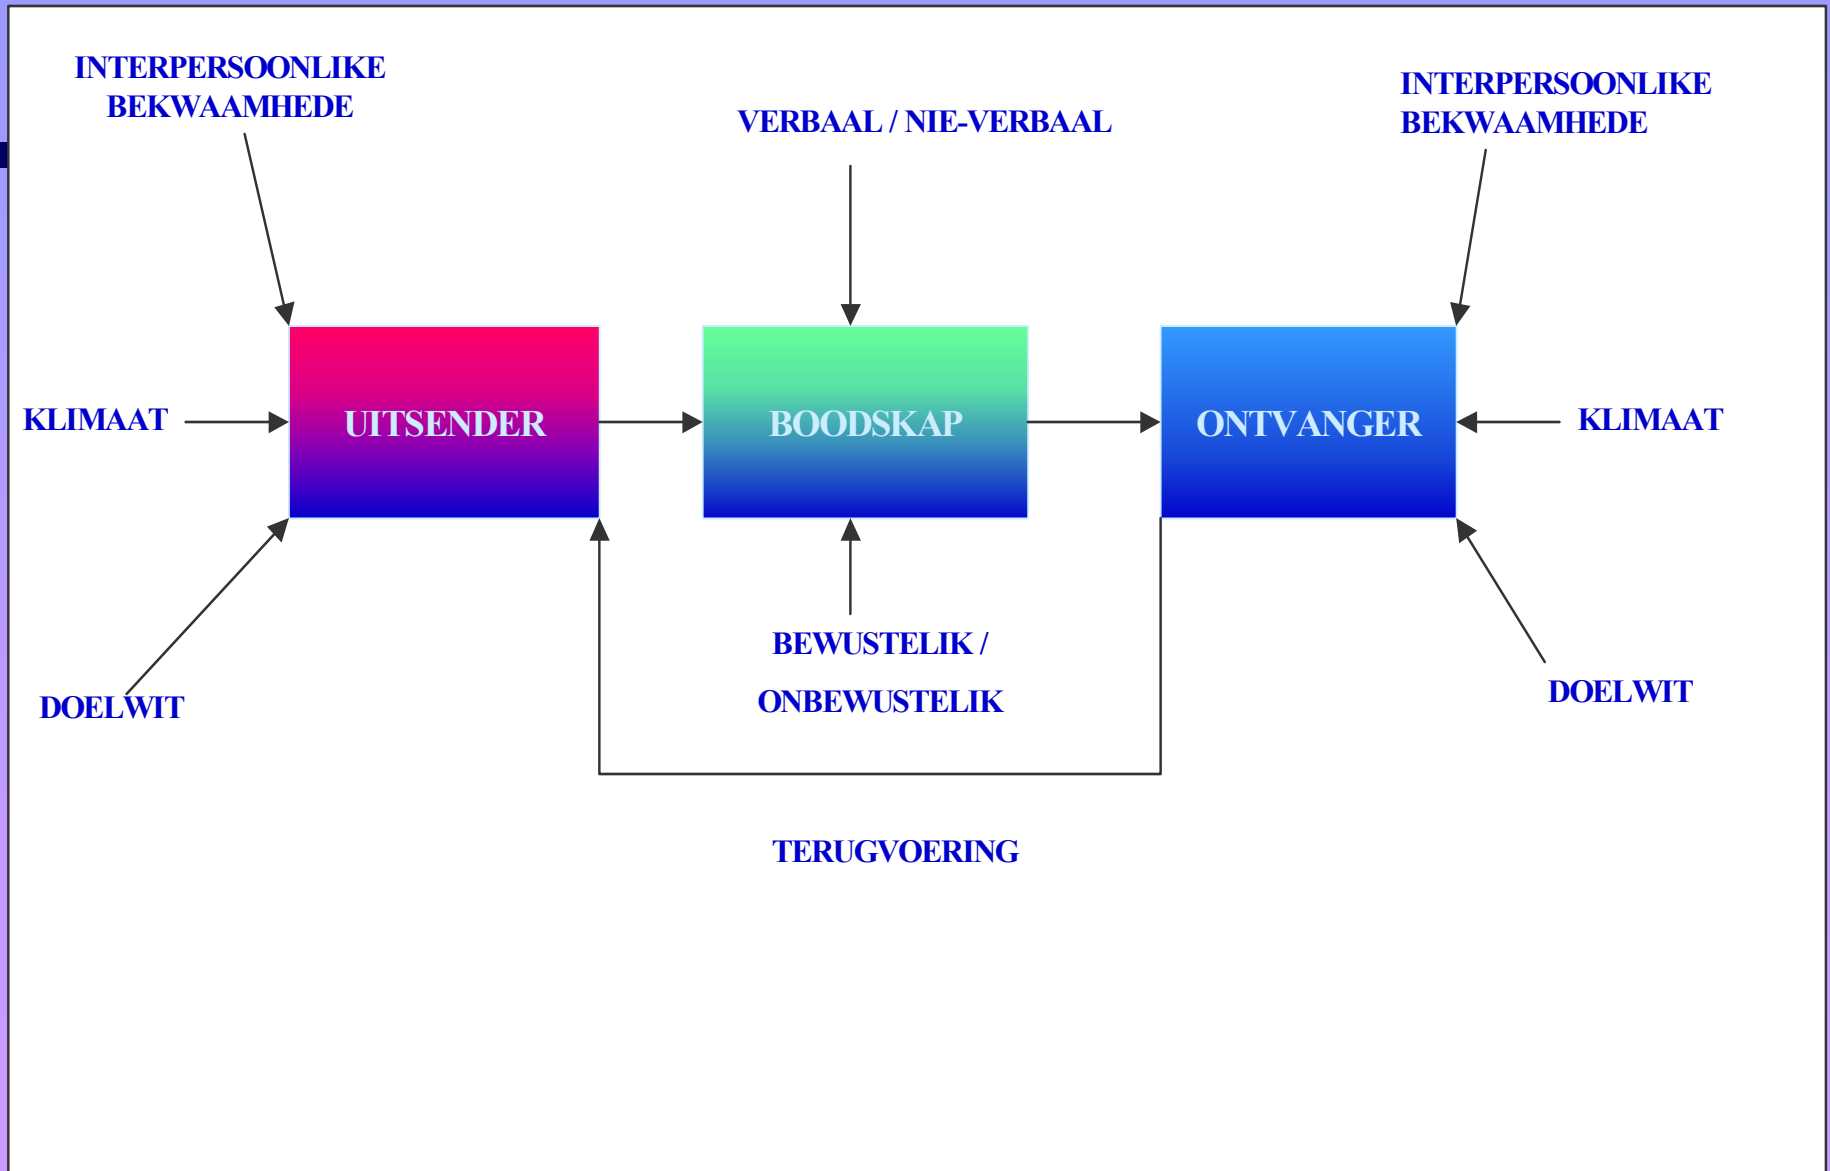 INTERPERSOONLIKE
BEKWAAMHEDE
VERBAAL / NIE-VERBAAL
INTERPERSOONLIKE
BEKWAAMHEDE
KLIMAAT
UITSENDER
BOODSKAP
ONTVANGER
KLIMAAT
BEWUSTELIK /
ONBEWUSTELIK
DOELWIT
DOELWIT
TERUGVOERING